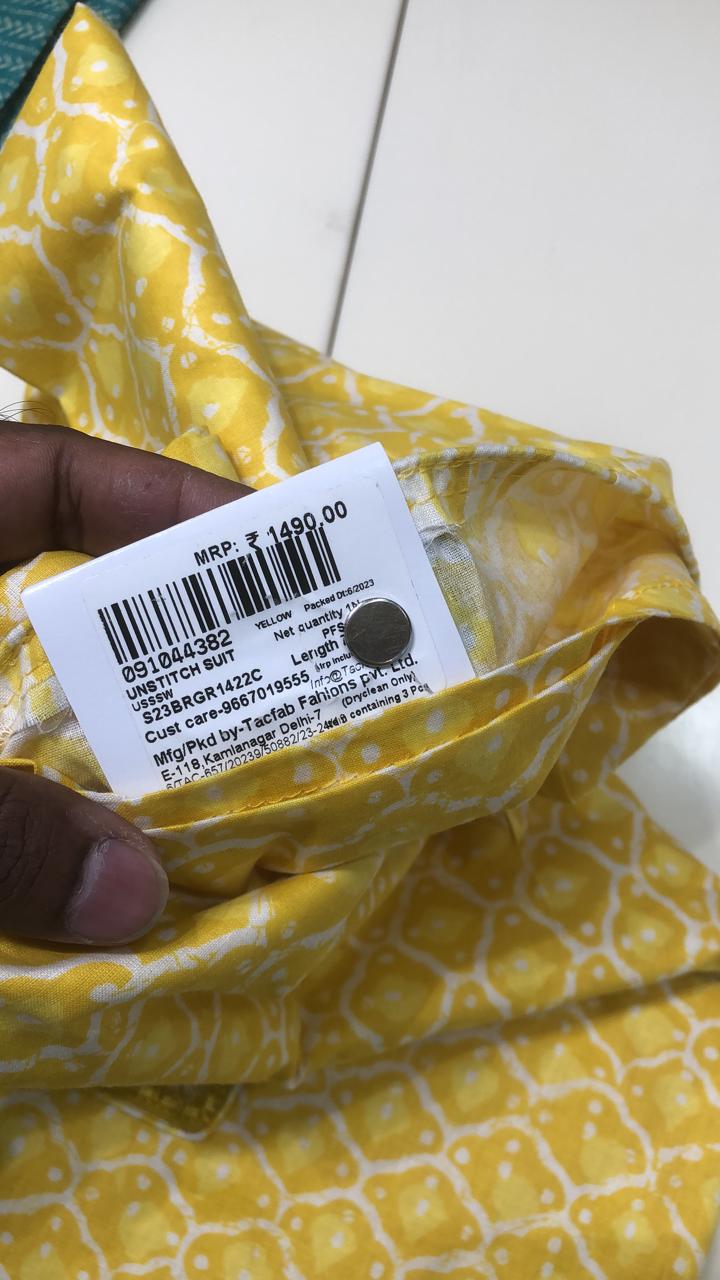 MRP: ₹ 1490.00
YELLOW Packed Dt:6/2023
091044382 Net quantity
UNSTITCH SUIT
USSSW Length
S23BRGR1422C
Cust care-9667019555
Mfg/Pkd by-Tacfab Fahions pvt. Ltd.
(Dryclean Only)
E-118,Kamlanagar Delhi-7 containing 3 Pcs